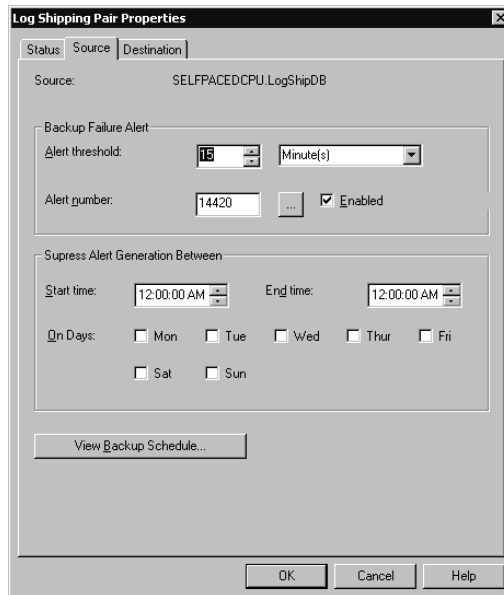 Log Shipping Pair Properties
Status Source Destination
Source: SELFPACEDCPU.LogShipDB
Backup Failure Alert
Alert threshold: 15 Minute(s)
Alert number: 14420 ... Enabled
Supress Alert Generation Between
Start time: 12:00:00 AM End time: 12:00:00 AM
On Days: Mon Tue Wed Thur Fri
Sat Sun
View Backup Schedule...
OK Cancel Help